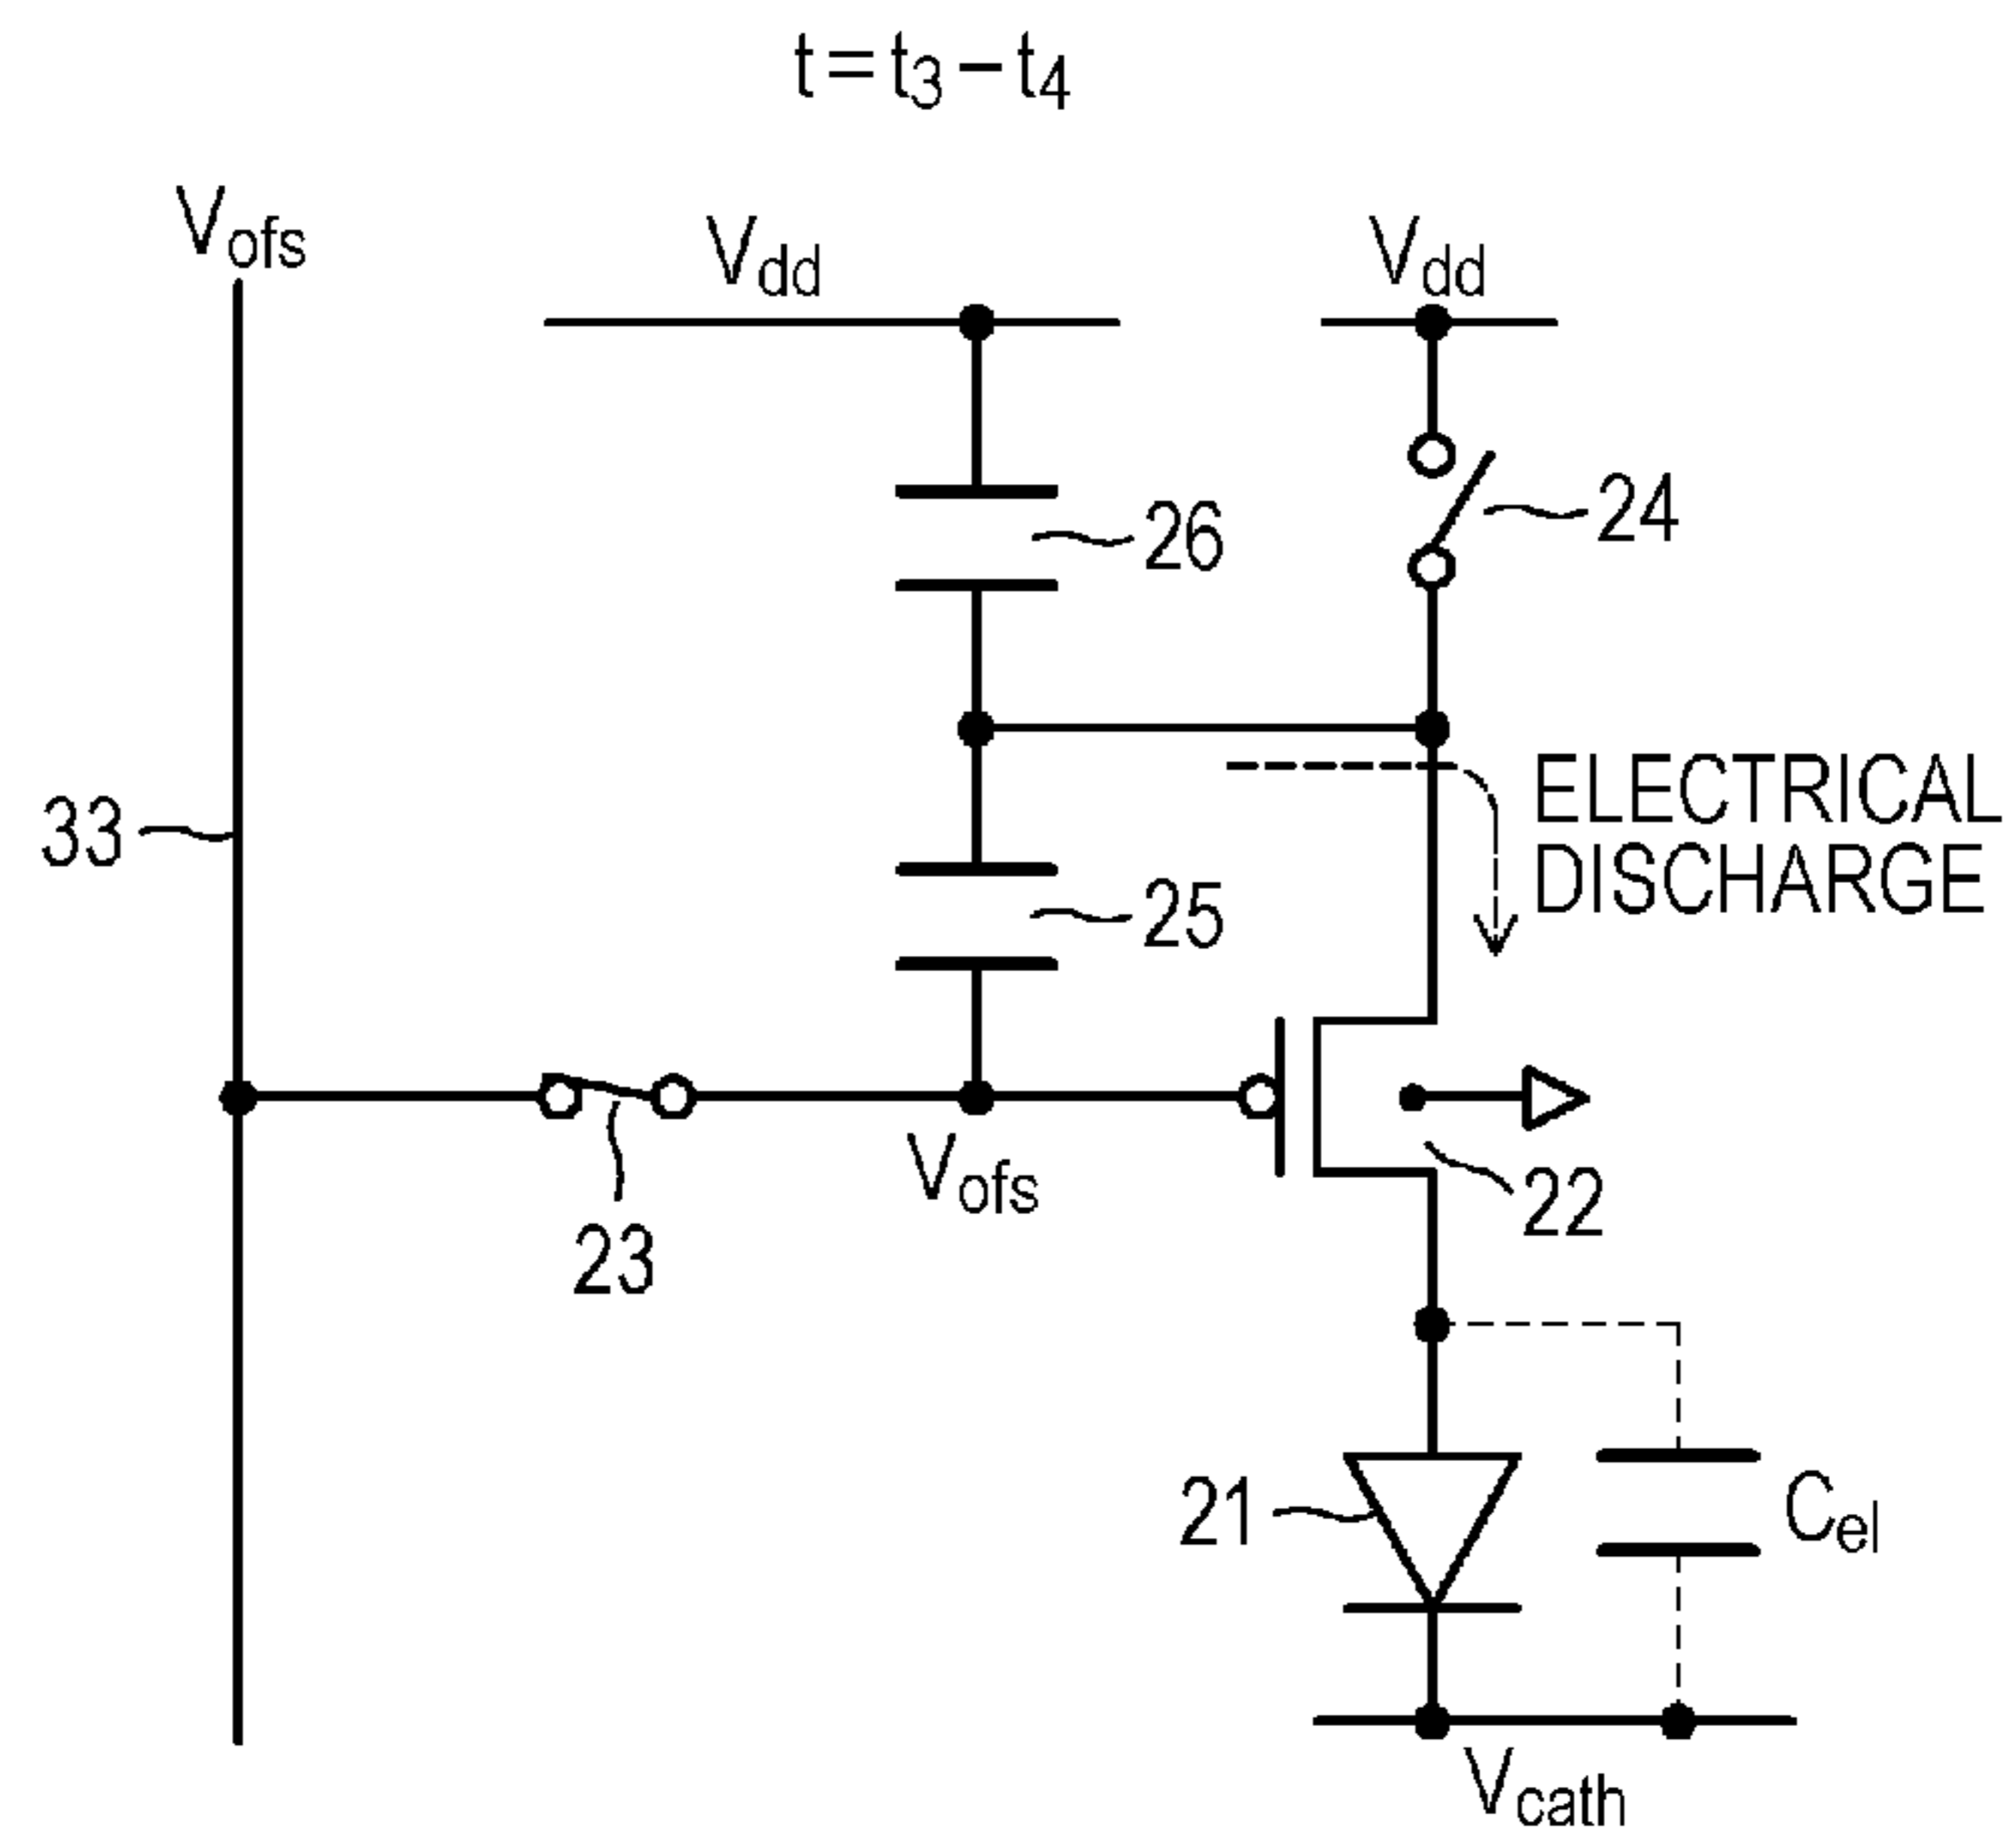 t=t₃-t₄
Vofs
Vdd
Vdd
24
26
33
ELECTRICAL
DISCHARGE
25
Vofs
22
23
21
Cel
Vcath